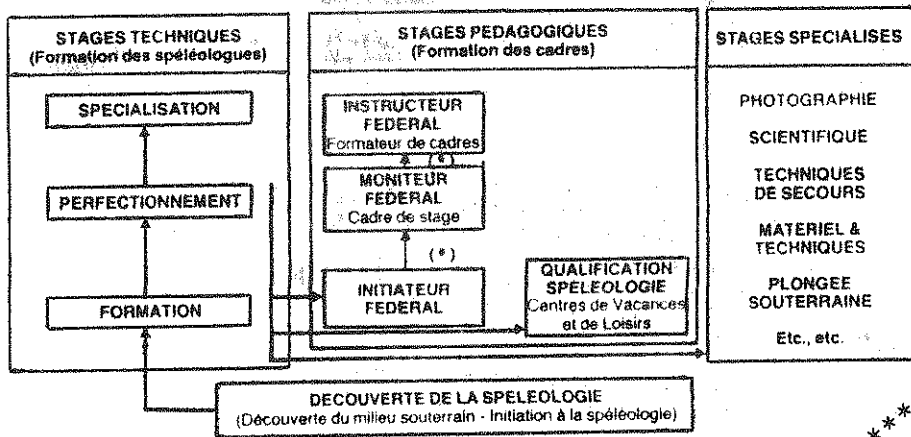 STAGES TECHNIQUES
(Formation des spéléologues)
SPECIALISATION
PERFECTIONNEMENT
FORMATION
STAGES PEDAGOGIQUES
(Formation des cadres)
INSTRUCTEUR
FEDERAL
Formateur de cadres
(*)
MONITEUR
FEDERAL
Cadre de stage
(*)
INITIATEUR
FEDERAL
QUALIFICATION
SPELEOLOGIE
Centres de Vacances
et de Loisirs
STAGES SPECIALISES
PHOTOGRAPHIE
SCIENTIFIQUE
TECHNIQUES
DE SECOURS
MATERIEL &
TECHNIQUES
PLONGEE
SOUTERRAINE
Etc., etc.
DECOUVERTE DE LA SPELEOLOGIE
(Découverte du milieu souterrain - Initiation à la spéléologie)
***